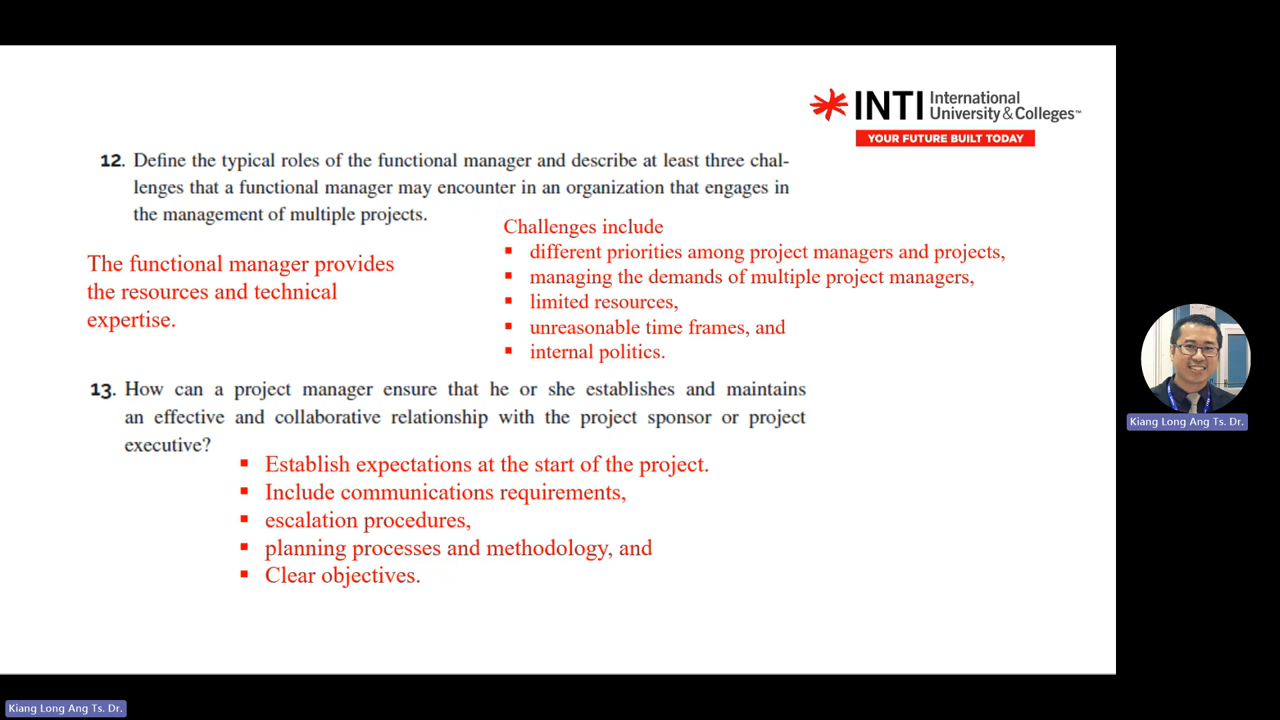 INTI International
University & Colleges™
YOUR FUTURE BUILT TODAY
12. Define the typical roles of the functional manager and describe at least three chal-
lenges that a functional manager may encounter in an organization that engages in
the management of multiple projects.
The functional manager provides
the resources and technical
expertise.
Challenges include
▪ different priorities among project managers and projects,
▪ managing the demands of multiple project managers,
▪ limited resources,
▪ unreasonable time frames, and
▪ internal politics.
13. How can a project manager ensure that he or she establishes and maintains
an effective and collaborative relationship with the project sponsor or project
executive?
▪ Establish expectations at the start of the project.
▪ Include communications requirements,
▪ escalation procedures,
▪ planning processes and methodology, and
▪ Clear objectives.
Kiang Long Ang Ts. Dr.
Kiang Long Ang Ts. Dr.